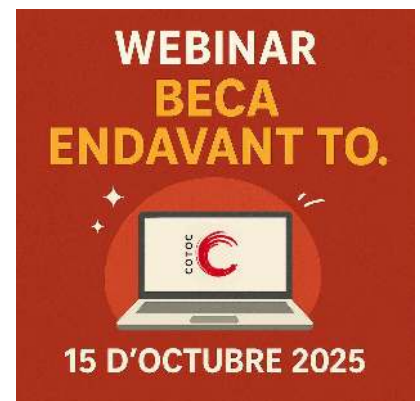 WEBINAR
BECA
ENDAVANT TO.
COTOC
15 D'OCTUBRE 2025